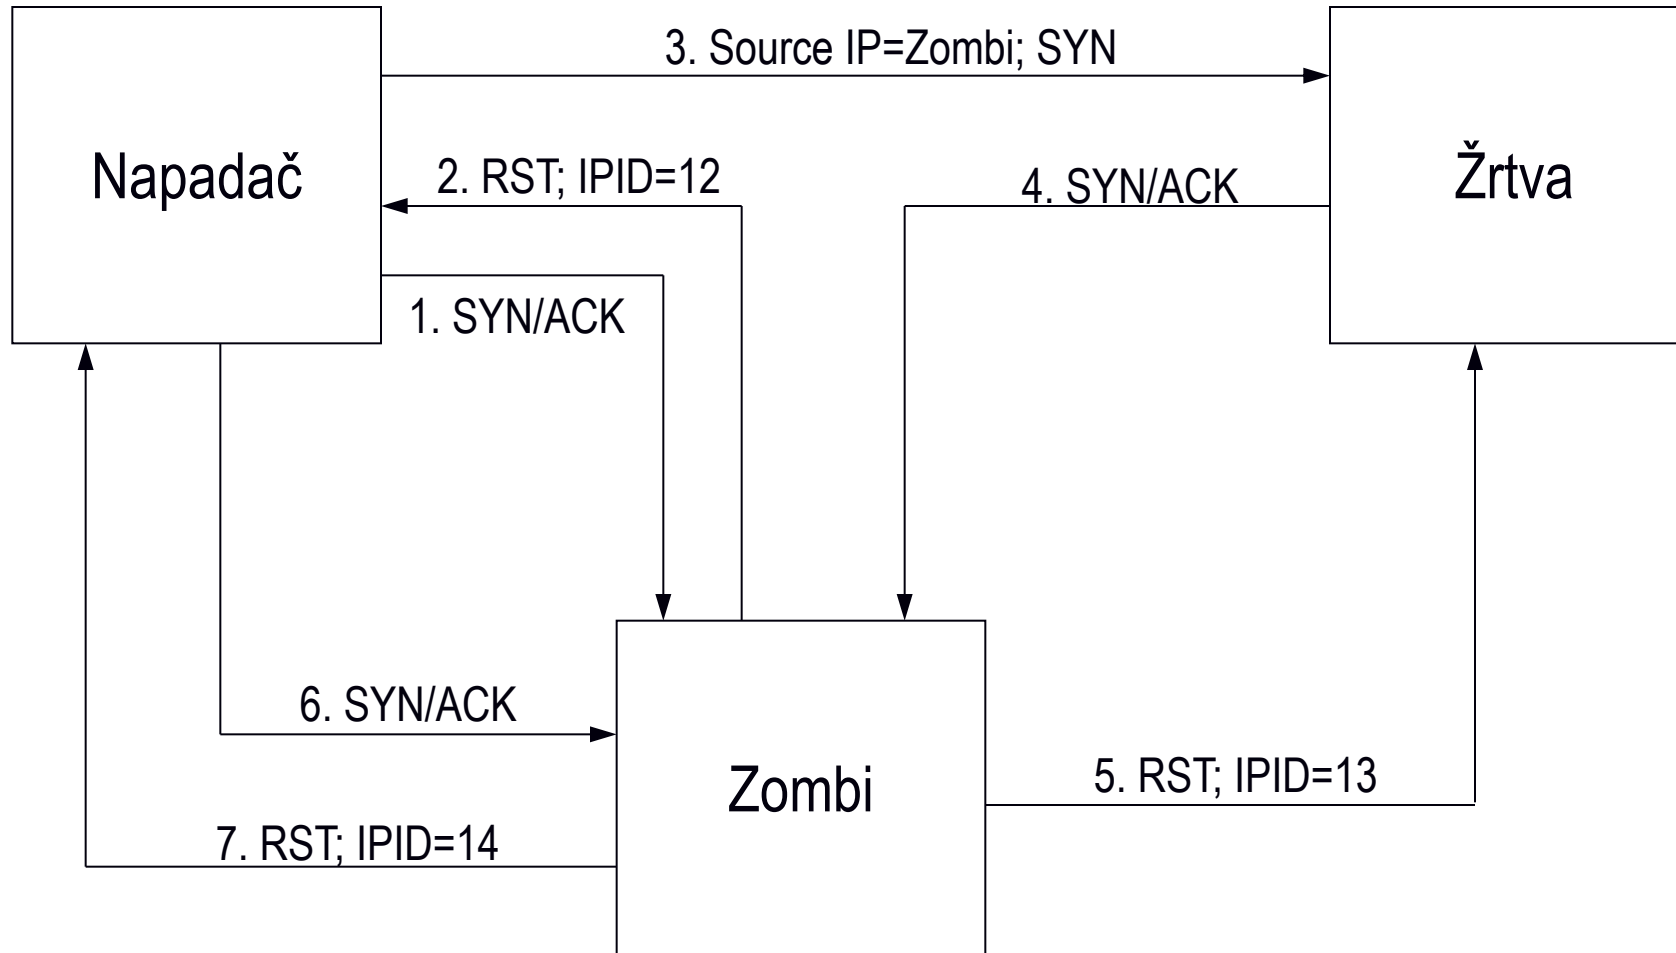 3. Source IP=Zombi; SYN
Napadač
2. RST; IPID=12
4. SYN/ACK
Žrtva
1. SYN/ACK
6. SYN/ACK
Zombi
5. RST; IPID=13
7. RST; IPID=14